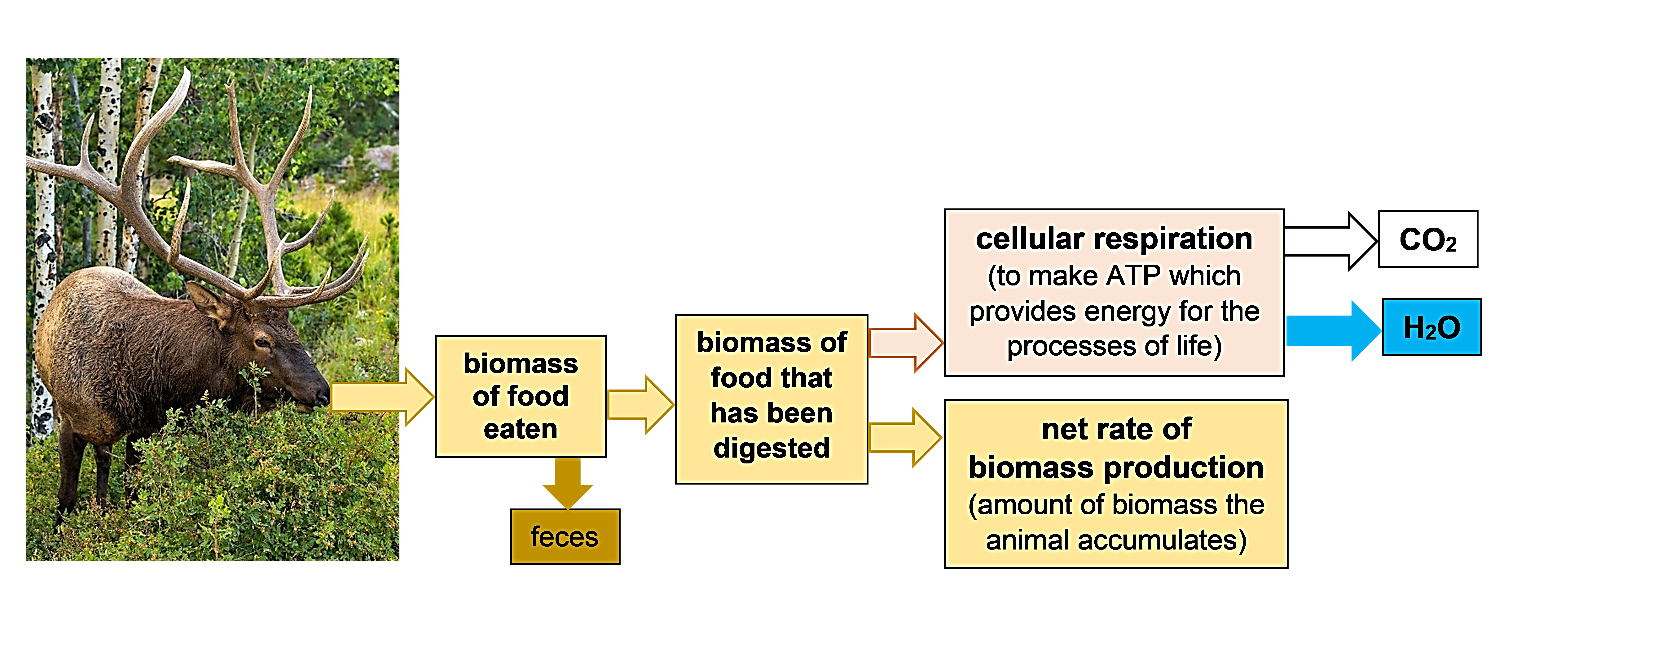 biomass
of food
eaten
feces
biomass of
food that
has been
digested
cellular respiration
(to make ATP which
provides energy for the
processes of life)
CO₂
H₂O
net rate of
biomass production
(amount of biomass the
animal accumulates)